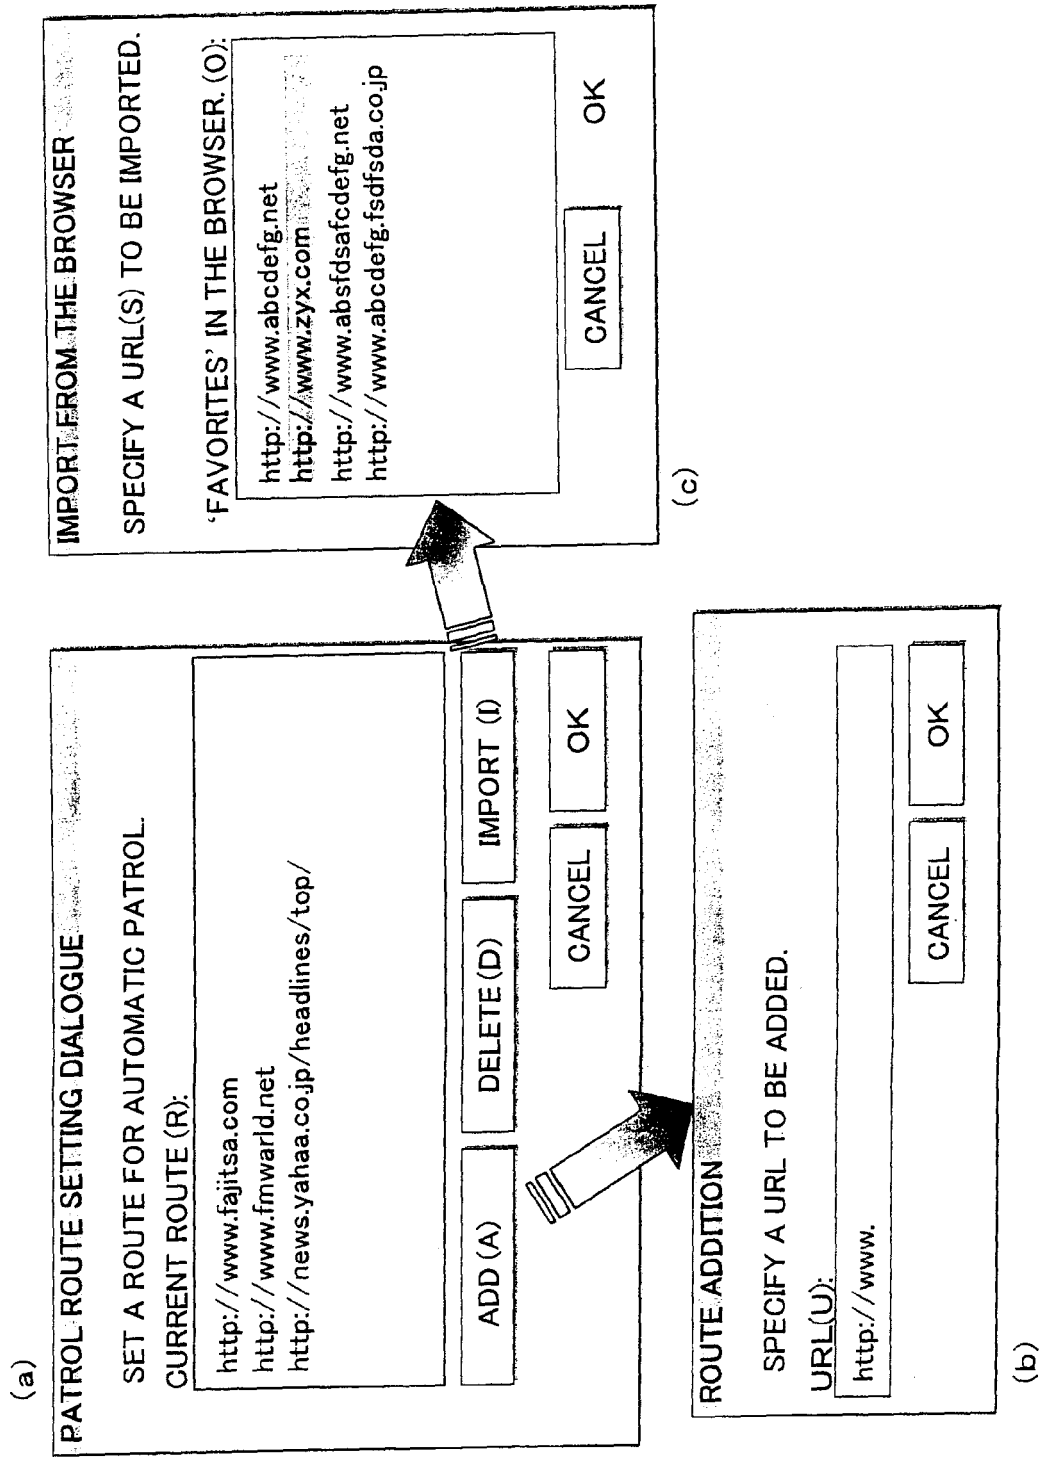 (a)
PATROL ROUTE SETTING DIALOGUE
SET A ROUTE FOR AUTOMATIC PATROL.
CURRENT ROUTE (R):
http://www.fajitsa.com
http://www.fmwarld.net
http://news.yahaa.co.jp/headlines/top/
ADD (A)
DELETE (D)
IMPORT (I)
CANCEL
OK
ROUTE ADDITION
SPECIFY A URL TO BE ADDED.
URL(U):
http://www.
CANCEL
OK
(b)
IMPORT FROM THE BROWSER
SPECIFY A URL(S) TO BE IMPORTED.
‘FAVORITES’ IN THE BROWSER. (O):
http://www.abcdefg.net
http://www.zyx.com
http://www.absfdsafcdefg.net
http://www.abcdefg.fsdfsda.co.jp
CANCEL
OK
(c)